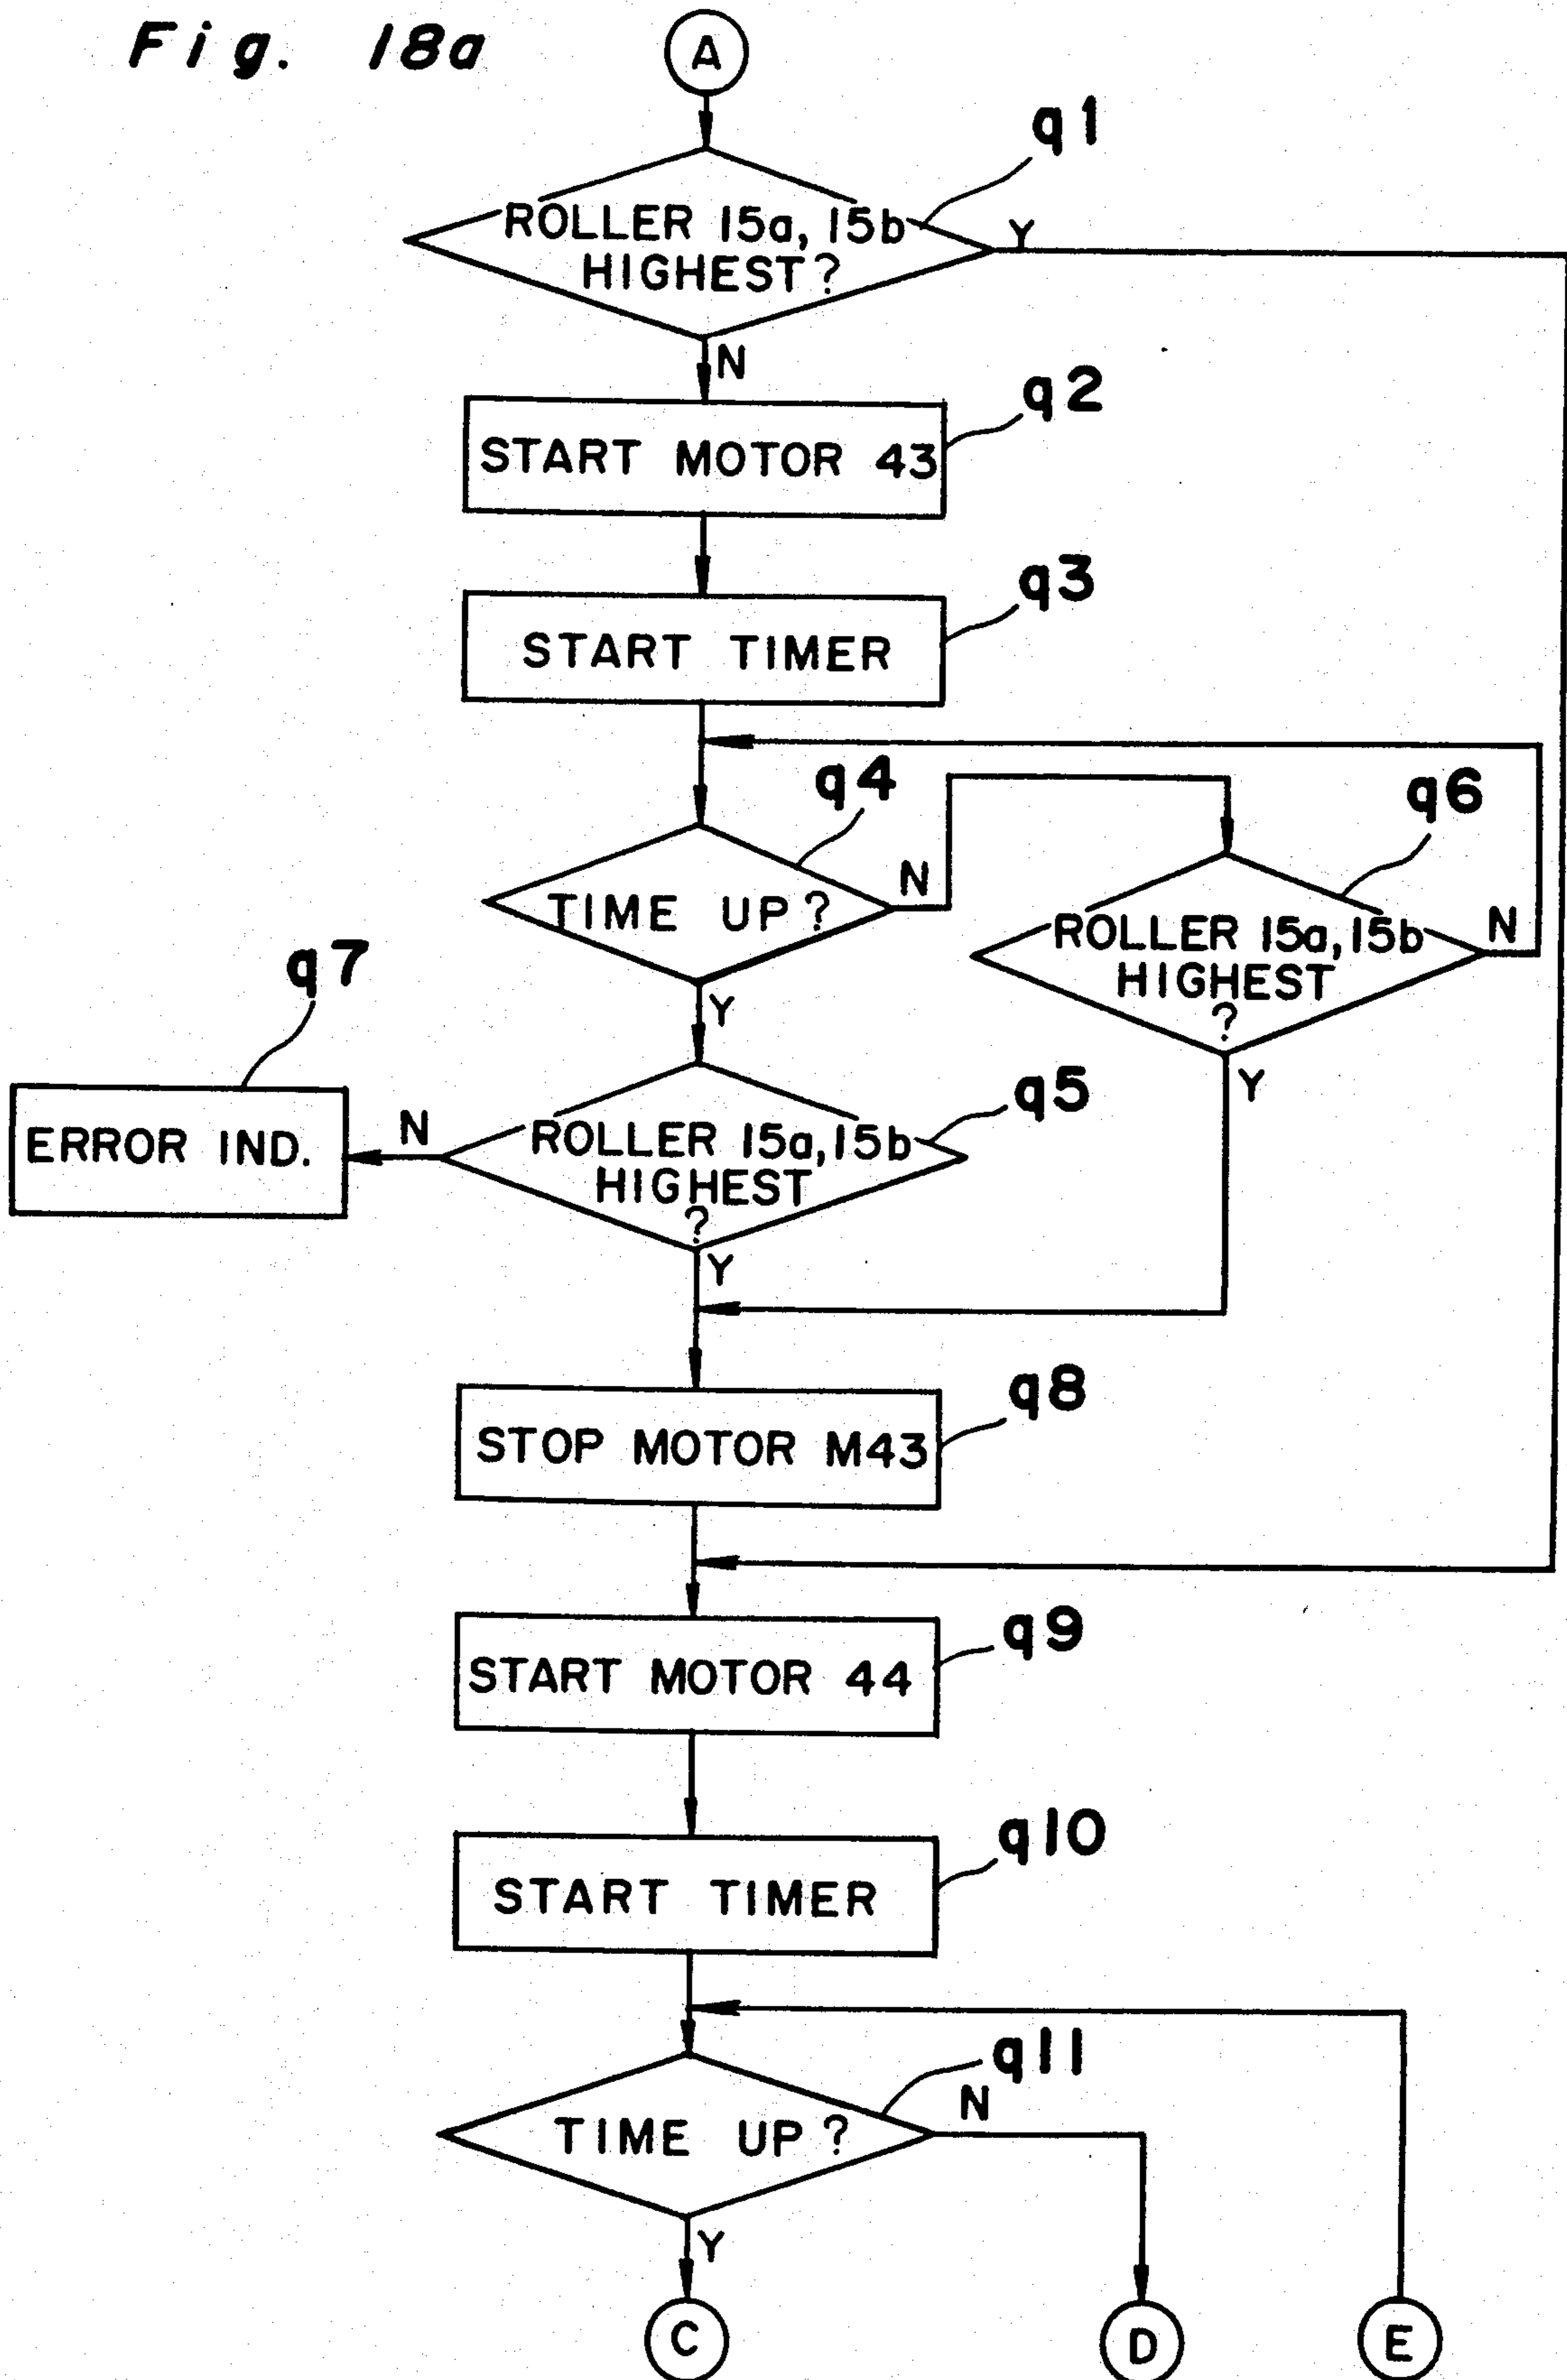 Fig. 18a
A
q1
ROLLER 15a, 15b
HIGHEST?
Y
N
q2
START MOTOR 43
q3
START TIMER
q4
TIME UP?
N
q6
ROLLER 15a, 15b
HIGHEST
?
N
Y
Y
q7
ERROR IND.
N
q5
ROLLER 15a, 15b
HIGHEST
?
Y
q8
STOP MOTOR M43
q9
START MOTOR 44
q10
START TIMER
q11
TIME UP?
N
Y
C
D
E